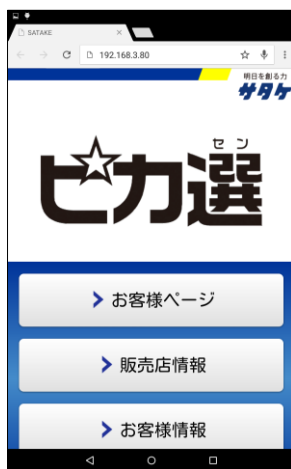 SATAKE
192.168.3.80
明日を創る力
サタケ
セン
ピカ選
お客様ページ
販売店情報
お客様情報